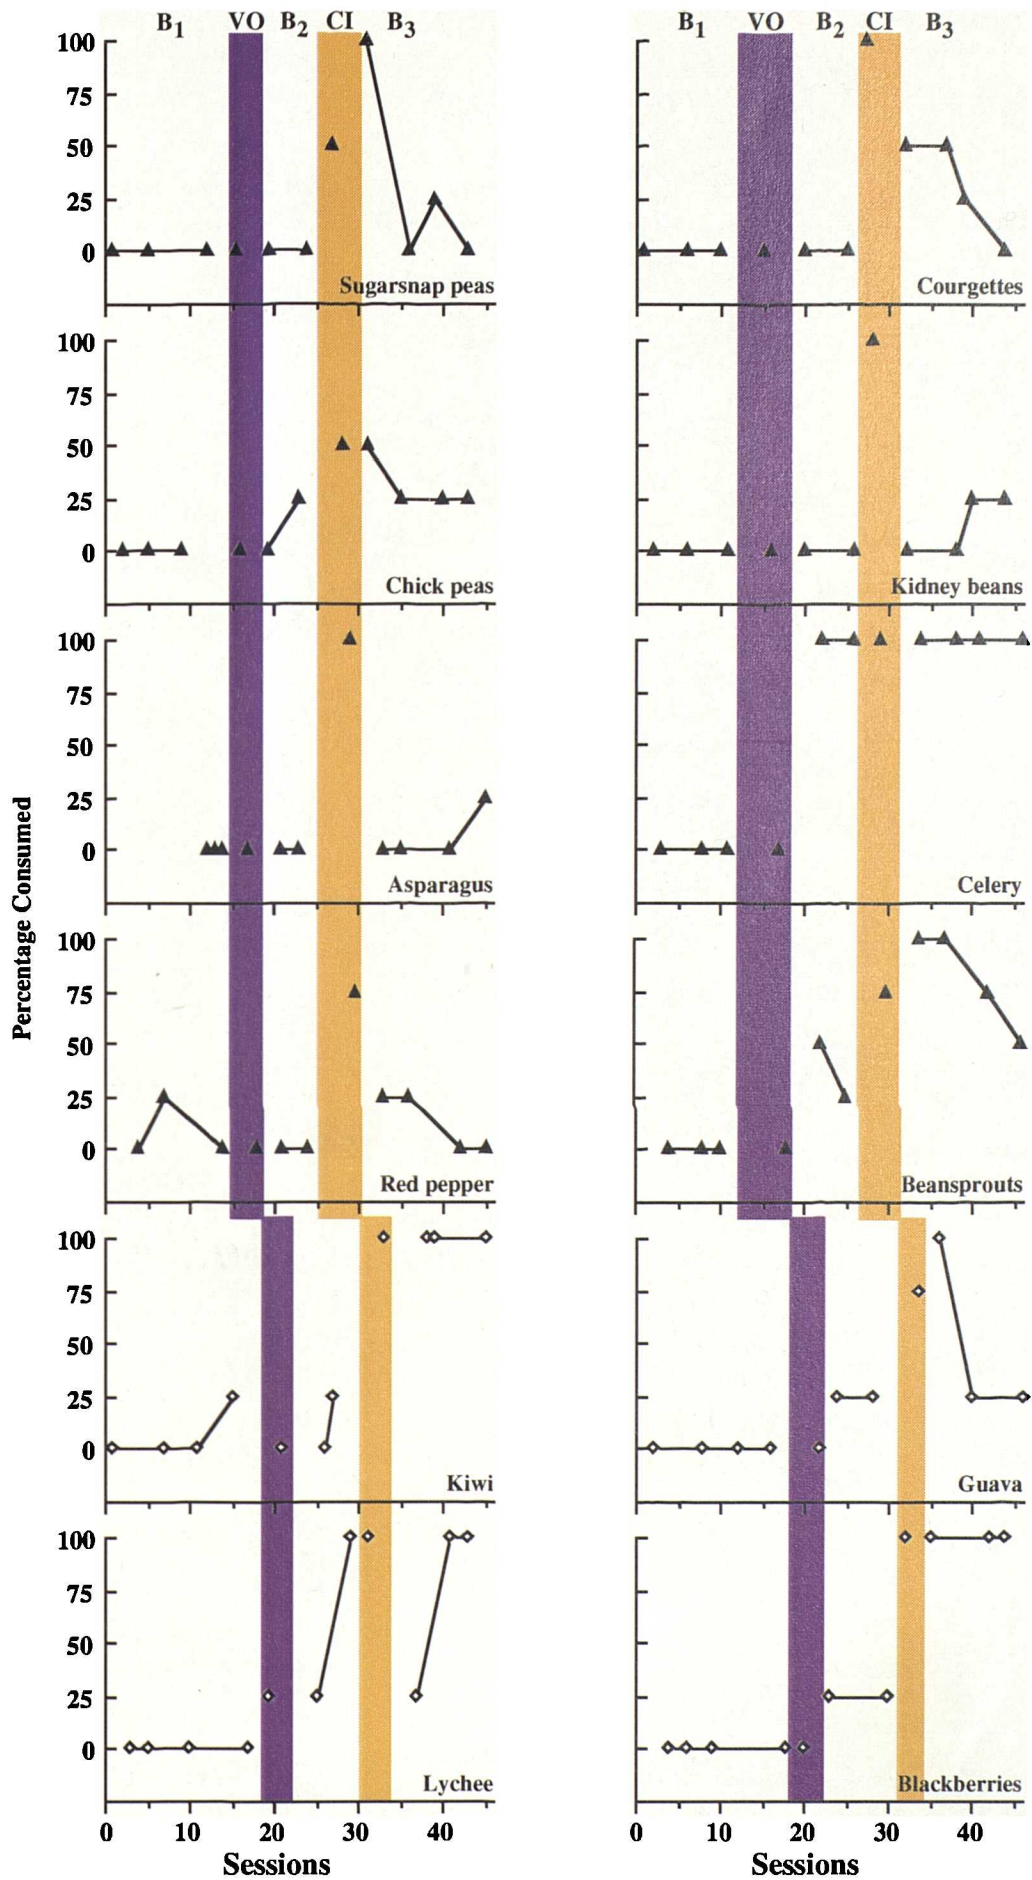 B1 VO B2 CI B3
B1 VO B2 CI B3
Percentage Consumed
100
75
50
25
0
Sugarsnap peas
Courgettes
100
75
50
25
0
Chick peas
Kidney beans
100
75
50
25
0
Asparagus
Celery
100
75
50
25
0
Red pepper
Beansprouts
100
75
50
25
0
Kiwi
Guava
100
75
50
25
0
Lychee
Blackberries
0 10 20 30 40
0 10 20 30 40
Sessions
Sessions